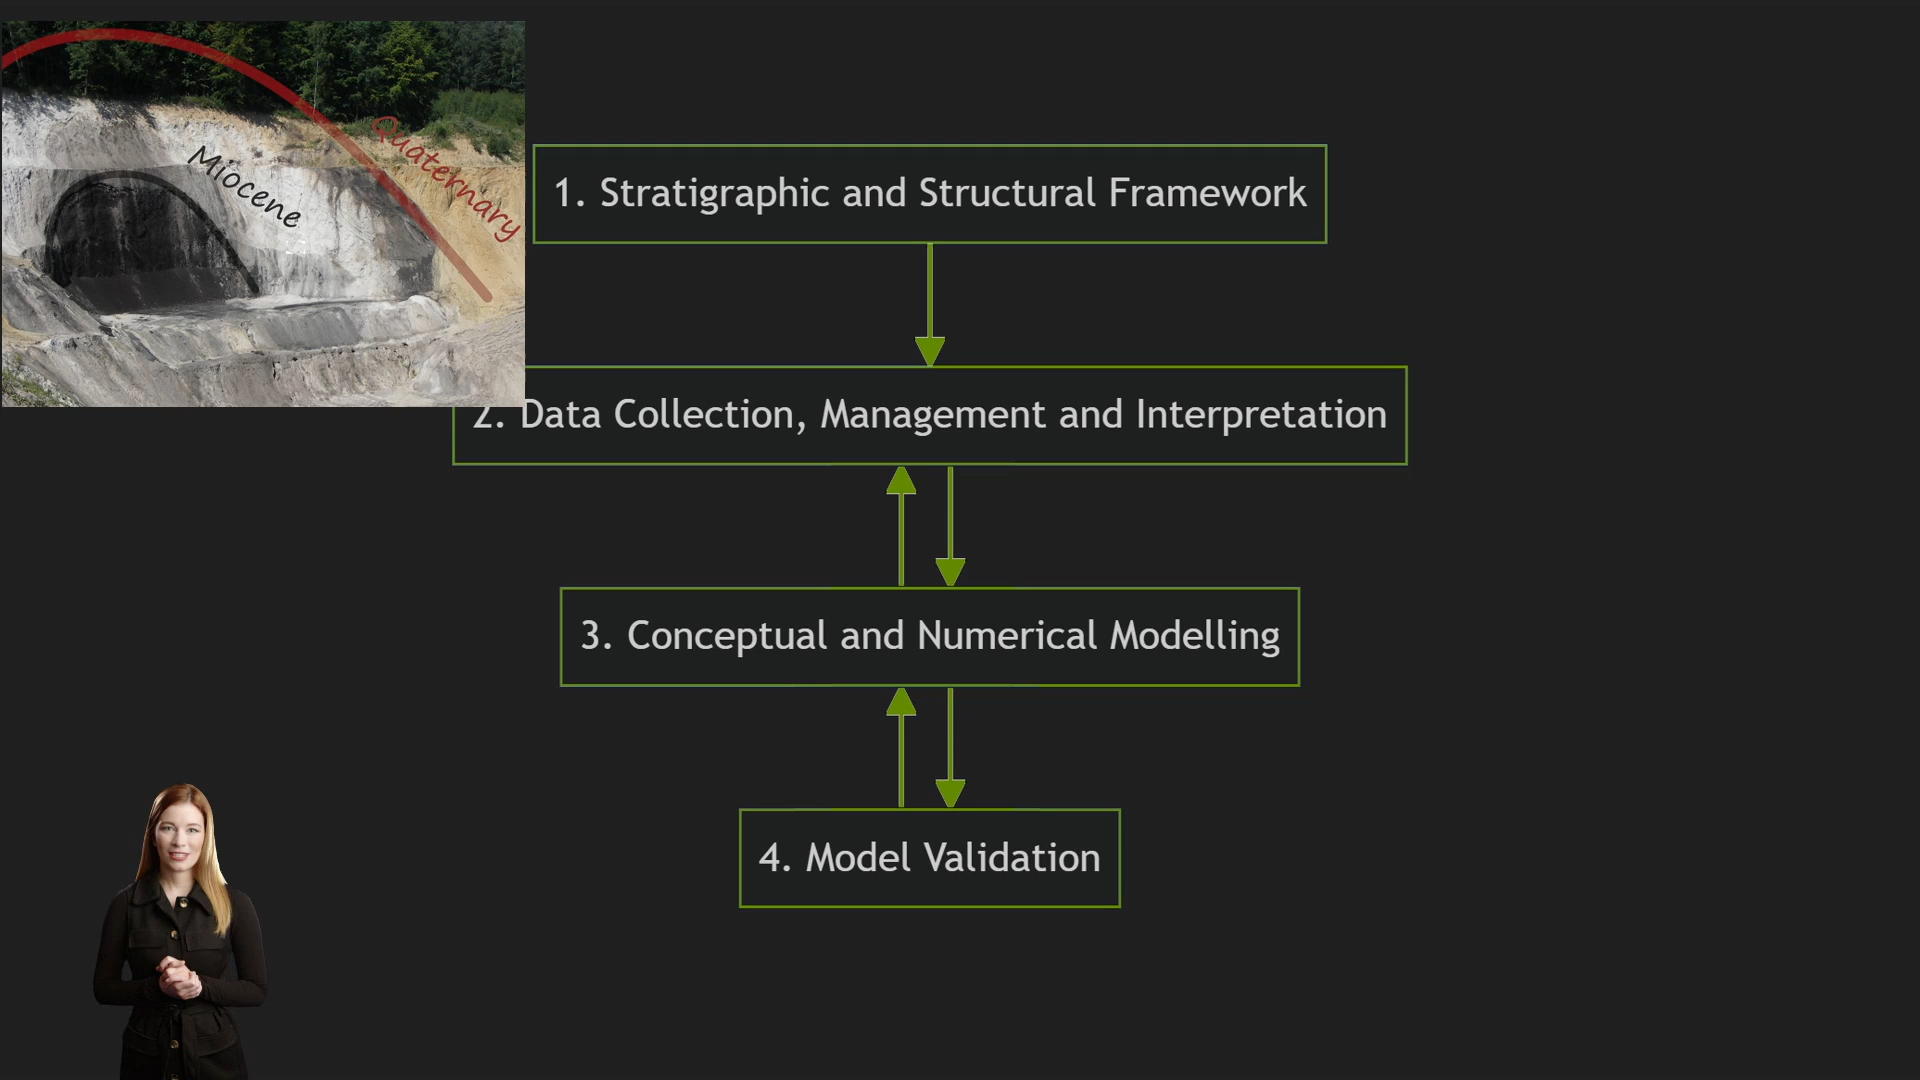 Miocene
Quaternary
1. Stratigraphic and Structural Framework
2. Data Collection, Management and Interpretation
3. Conceptual and Numerical Modelling
4. Model Validation